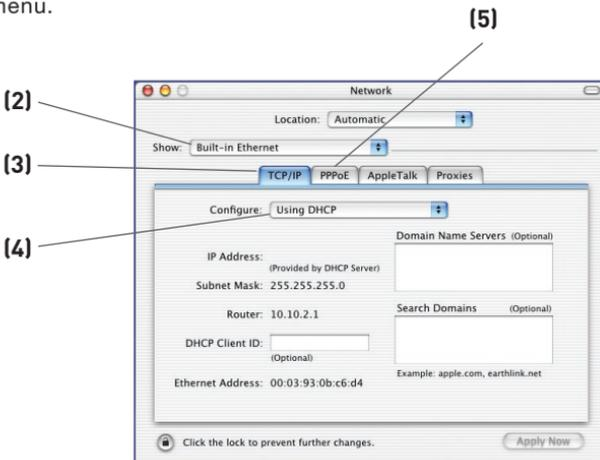 menu.
(5)
(2)
(3)
(4)
Network
Location: Automatic
Show: Built-in Ethernet
TCP/IP PPPoE AppleTalk Proxies
Configure: Using DHCP
Domain Name Servers (Optional)
IP Address:
(Provided by DHCP Server)
Subnet Mask: 255.255.255.0
Router: 10.10.2.1
Search Domains (Optional)
DHCP Client ID:
(Optional)
Example: apple.com, earthlink.net
Ethernet Address: 00:03:93:0b:c6:d4
Click the lock to prevent further changes.
Apply Now